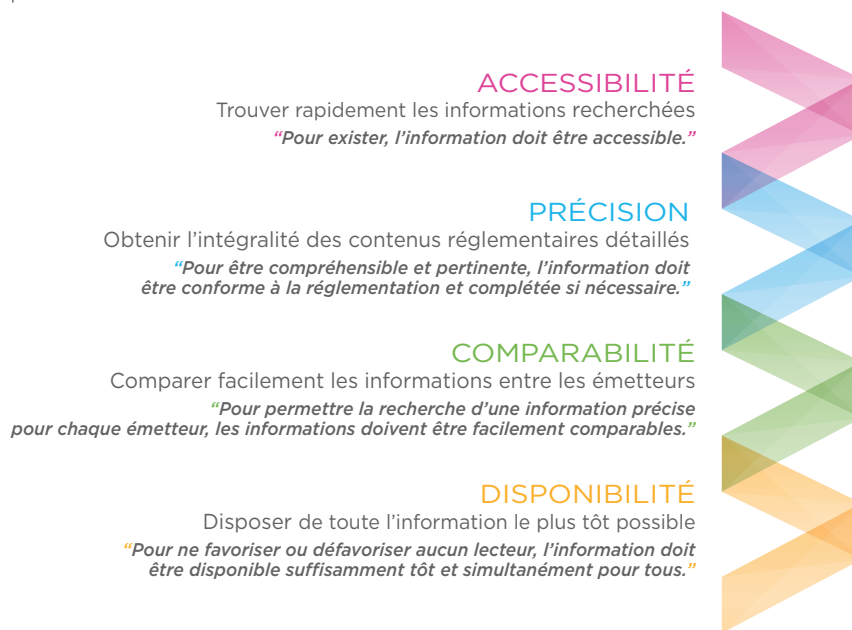 ACCESSIBILITÉ
Trouver rapidement les informations recherchées
“Pour exister, l’information doit être accessible.”
PRÉCISION
Obtenir l’intégralité des contenus réglementaires détaillés
“Pour être compréhensible et pertinente, l’information doit
être conforme à la réglementation et complétée si nécessaire.”
COMPARABILITÉ
Comparer facilement les informations entre les émetteurs
“Pour permettre la recherche d’une information précise
pour chaque émetteur, les informations doivent être facilement comparables.”
DISPONIBILITÉ
Disposer de toute l’information le plus tôt possible
“Pour ne favoriser ou défavoriser aucun lecteur, l’information doit
être disponible suffisamment tôt et simultanément pour tous.”